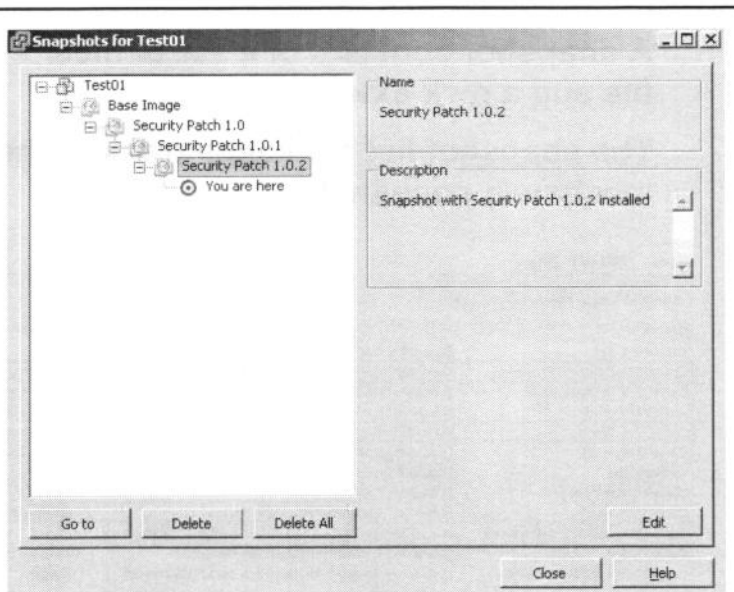 Snapshots for Test01
Test01
Base Image
Security Patch 1.0
Security Patch 1.0.1
Security Patch 1.0.2
You are here
Name
Security Patch 1.0.2
Description
Snapshot with Security Patch 1.0.2 installed
Go to
Delete
Delete All
Edit
Close
Help